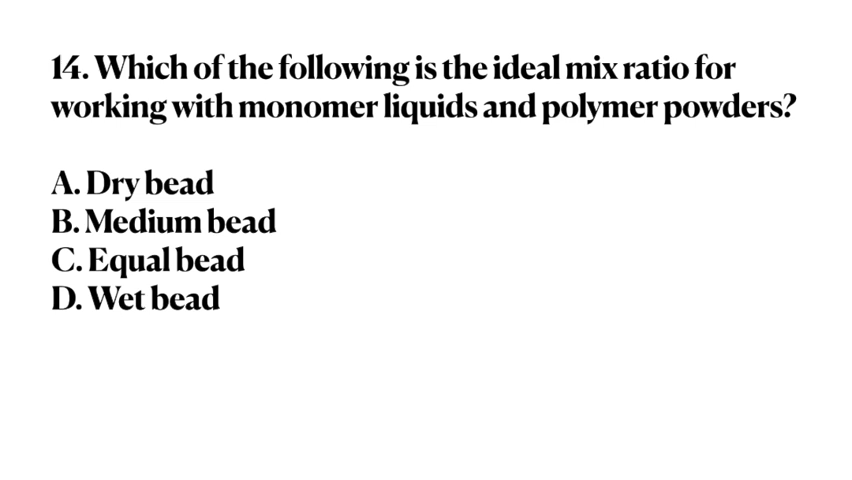 14. Which of the following is the ideal mix ratio for
working with monomer liquids and polymer powders?
A. Dry bead
B. Medium bead
C. Equal bead
D. Wet bead